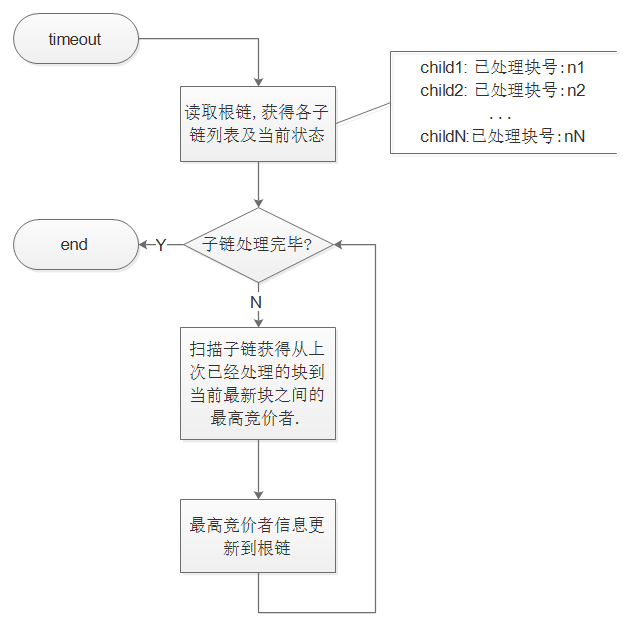 timeout
读取根链,获得各子
链列表及当前状态
child1: 已处理块号:n1
child2: 已处理块号:n2
...
childN:已处理块号:nN
end
Y
子链处理完毕?
N
扫描子链获得从上
次已经处理的块到
当前最新块之间的
最高竞价者.
最高竞价者信息更
新到根链